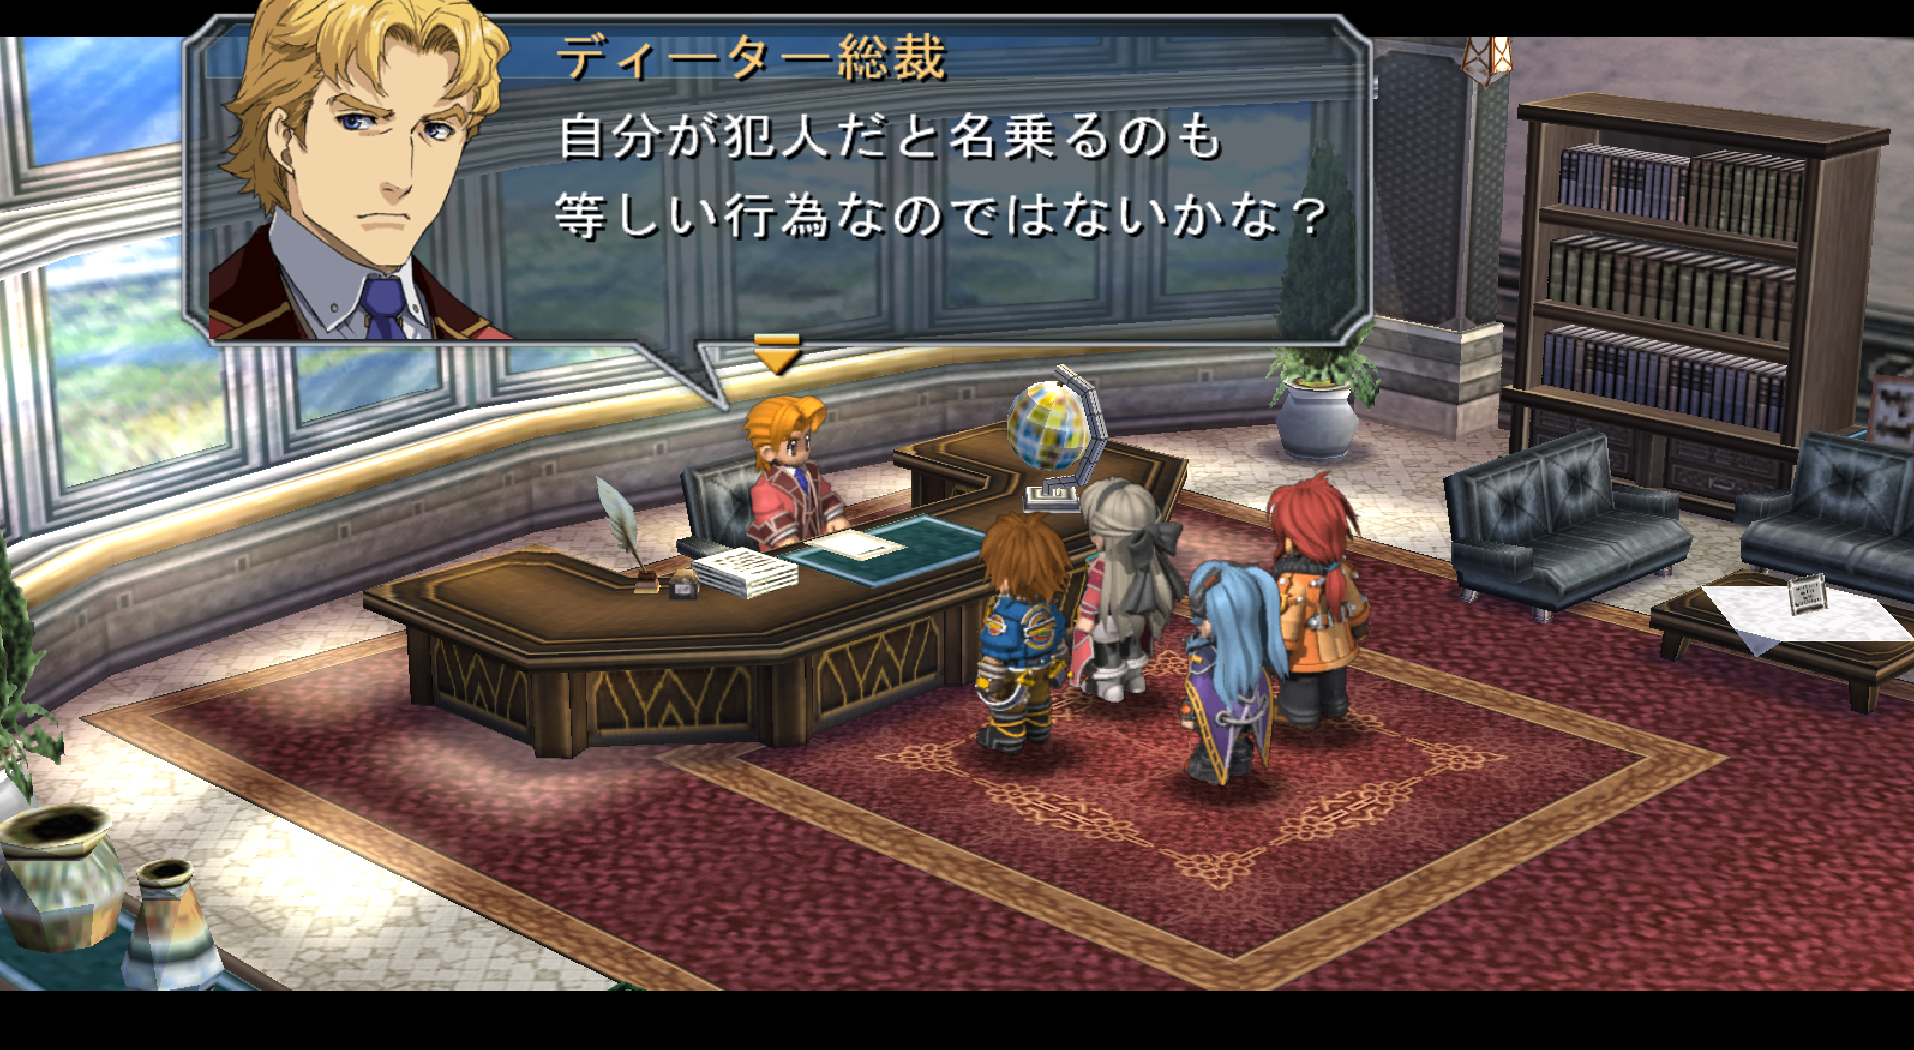 ディーター総裁
自分が犯人だと名乗るのも
等しい行為なのではないかな？